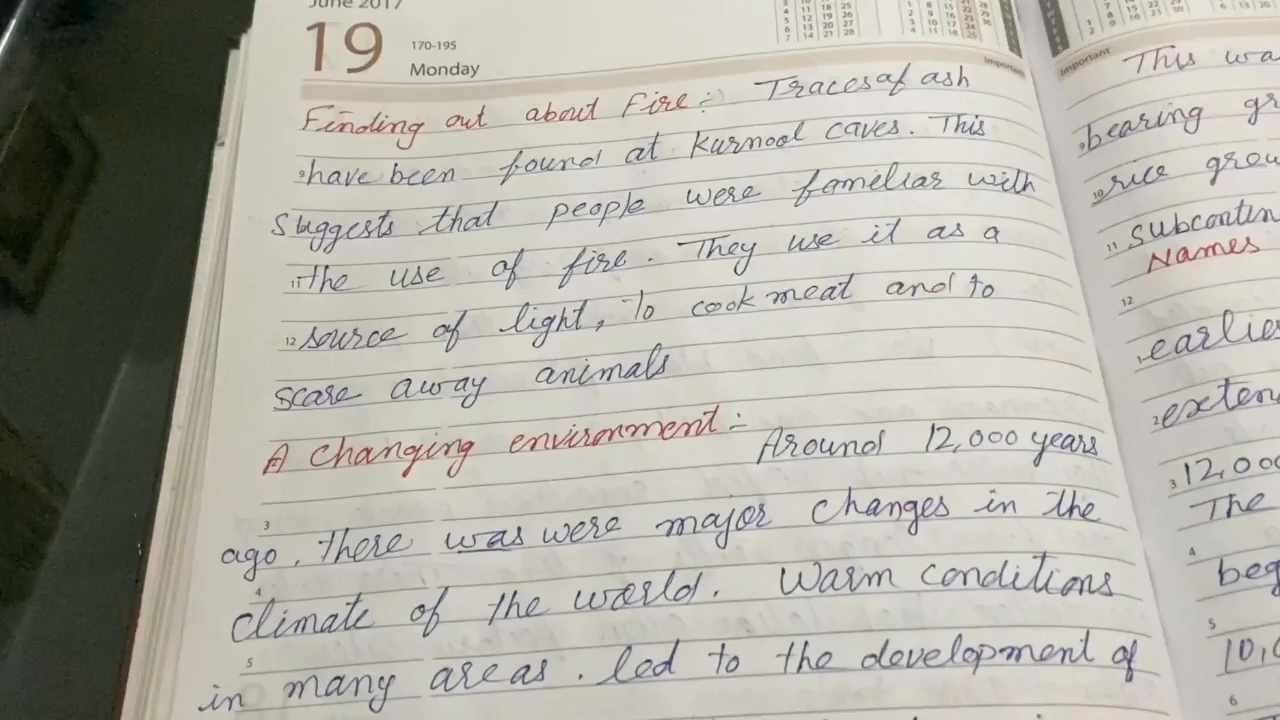 June 2017
19
170-195
Monday
Important
Finding out about Fire :- Traces of ash
have been found at Kurnool caves. This
suggests that people were familiar with
the use of fire. They use it as a
source of light, to cook meat and to
scare away animals
A changing environment :- Around 12,000 years
ago, there was were major changes in the
climate of the world. Warm conditions
in many areas. led to the development of
Important
This wa
bearing gr
rice grow
subcontin
Names
earlies
exten
12,000
The
beg
10,0